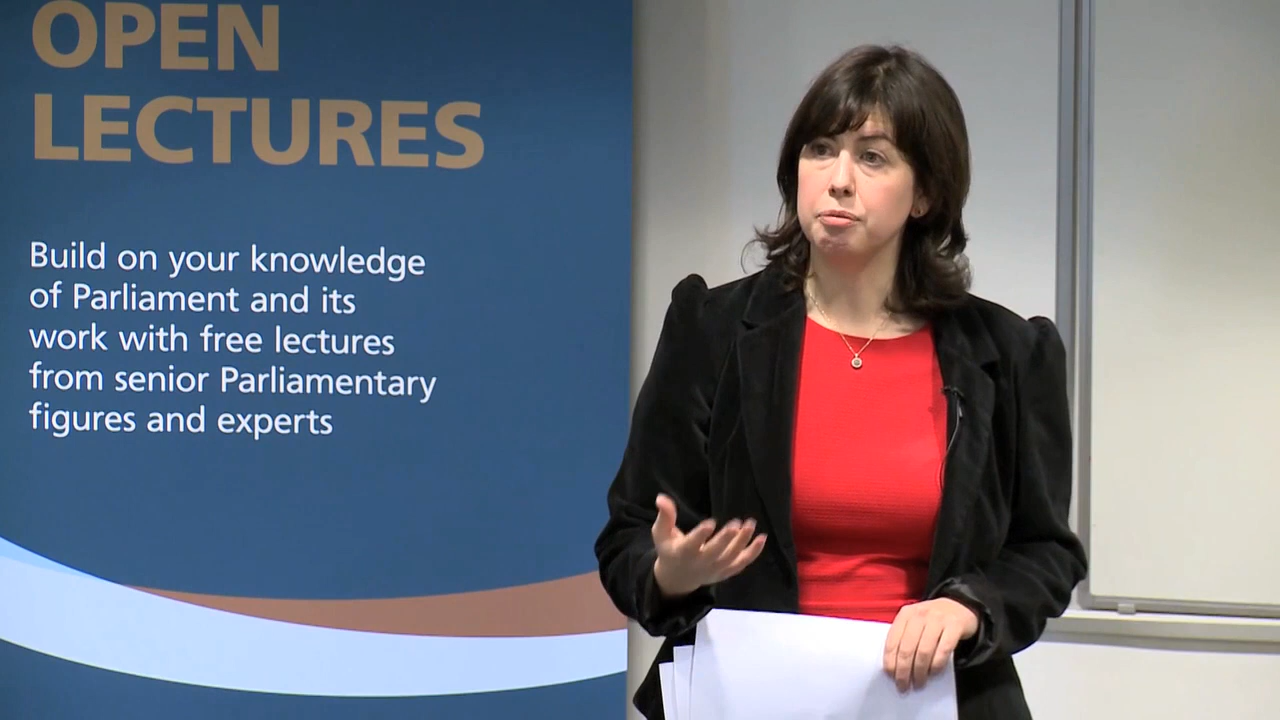 OPEN
LECTURES
Build on your knowledge
of Parliament and its
work with free lectures
from senior Parliamentary
figures and experts